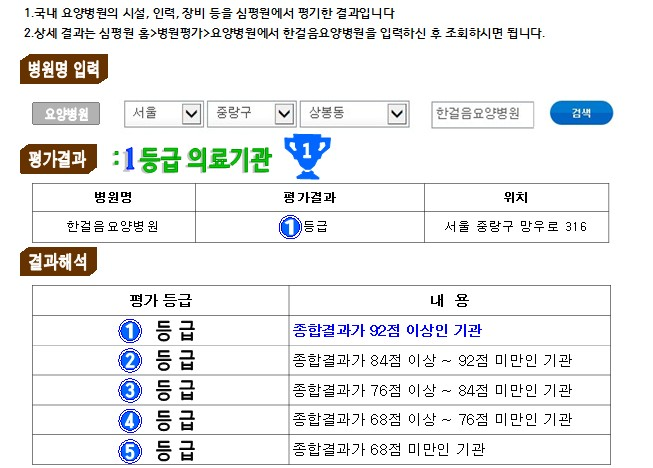 1.국내 요양병원의 시설, 인력, 장비 등을 심평원에서 평기한 결과입니다
2.상세 결과는 심평원 홈>병원평가>요양병원에서 한걸음요양병원을 입력하신 후 조회하시면 됩니다.
병원명 입력
요양병원 서울 중랑구 상봉동 한걸음요양병원 검색
평가결과 :1등급 의료기관 1
병원명 평가결과 위치
한걸음요양병원 1등급 서울 중랑구 망우로 316
결과해석
평가 등급 내 용
1 등 급 종합결과가 92점 이상인 기관
2 등 급 종합결과가 84점 이상 ~ 92점 미만인 기관
3 등 급 종합결과가 76점 이상 ~ 84점 미만인 기관
4 등 급 종합결과가 68점 이상 ~ 76점 미만인 기관
5 등 급 종합결과가 68점 미만인 기관